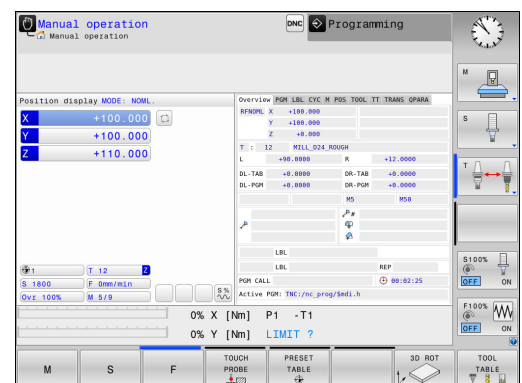 Manual operation
Manual operation
DNC
Programming
Position display MODE: NOML.
X +100.000
Y +100.000
Z +110.000
1
T 12 Z
S 1800
F 0mm/min
Ovr 100%
M 5/9
S %
Overview PGM LBL CYC M POS TOOL TT TRANS QPARA
RFNOML X +100.000
Y +100.000
Z +0.000
T : 12 MILL_D24_ROUGH
L +90.0000 R +12.0000
DL-TAB +0.0000 DR-TAB +0.0000
DL-PGM +0.0000 DR-PGM +0.0000
M5 M50
P
P#
LBL
LBL REP
PGM CALL 00:02:25
Active PGM: TNC:/nc_prog/$mdi.h
0% X [Nm] P1 -T1
0% Y [Nm] LIMIT ?
M
S
T
S100%
OFF ON
F100%
OFF ON
M
S
F
TOUCH PROBE
PRESET TABLE
3D ROT
TOOL TABLE